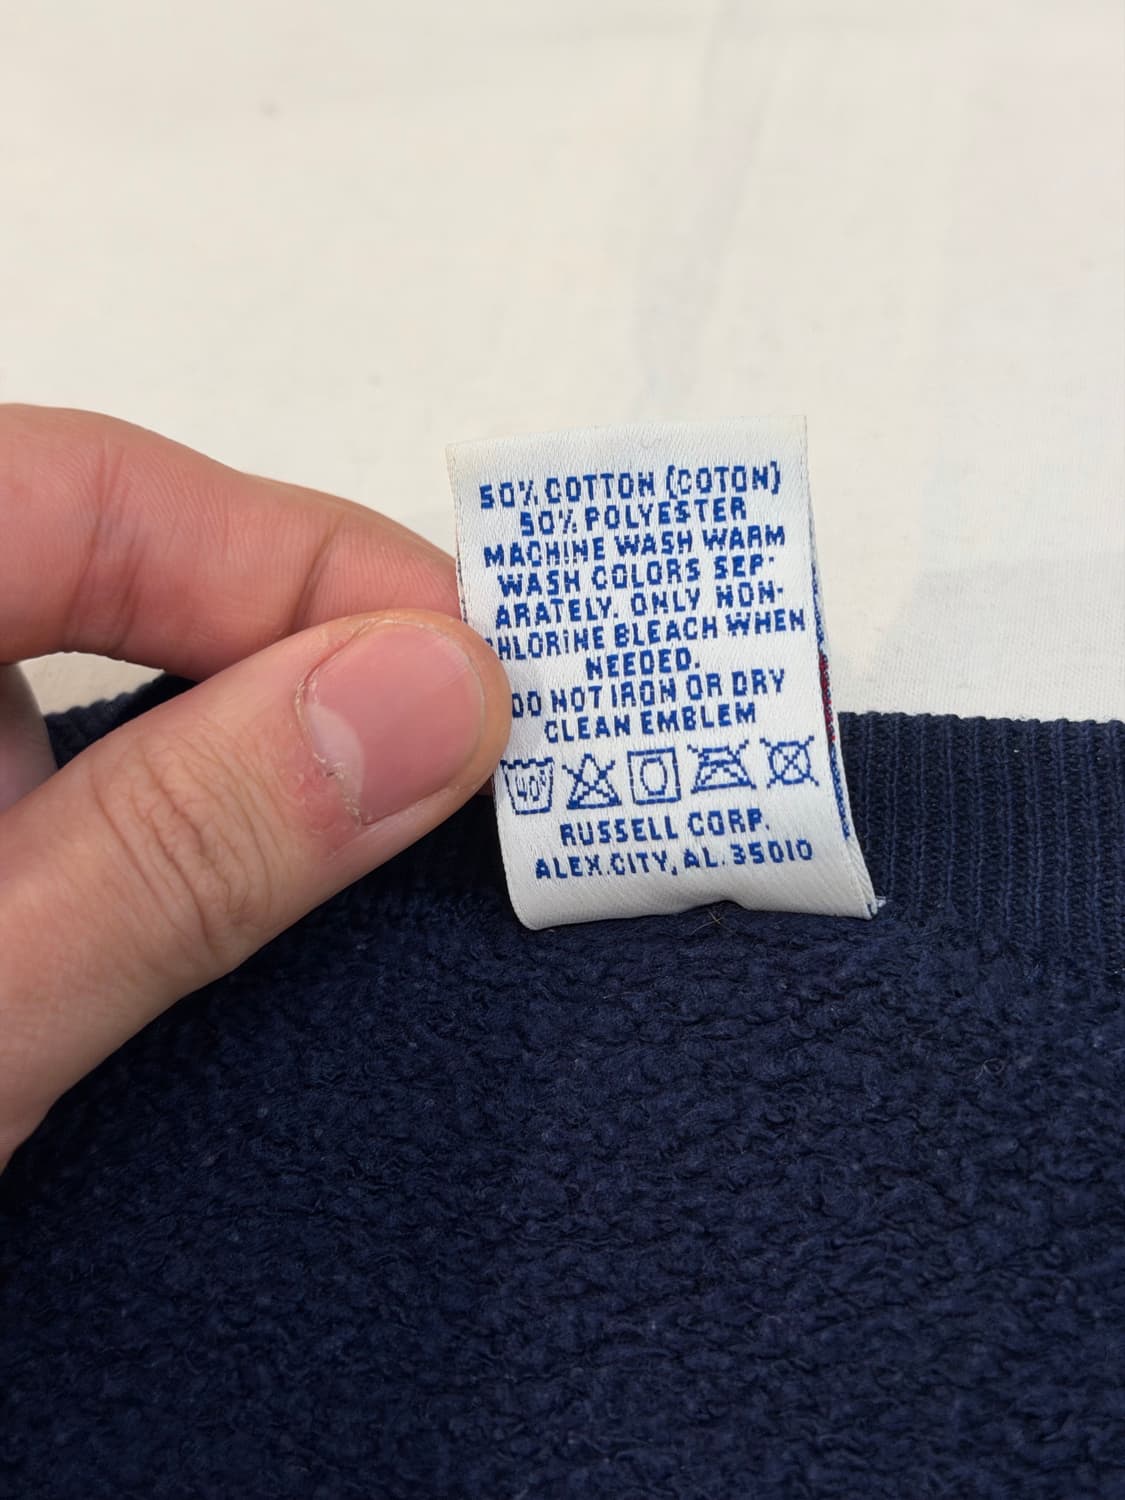 50% COTTON (COTON)
50% POLYESTER
MACHINE WASH WARM
WASH COLORS SEP-
ARATELY. ONLY NON-
CHLORINE BLEACH WHEN
NEEDED.
DO NOT IRON OR DRY
CLEAN EMBLEM
40°
RUSSELL CORP.
ALEX.CITY, AL. 35010